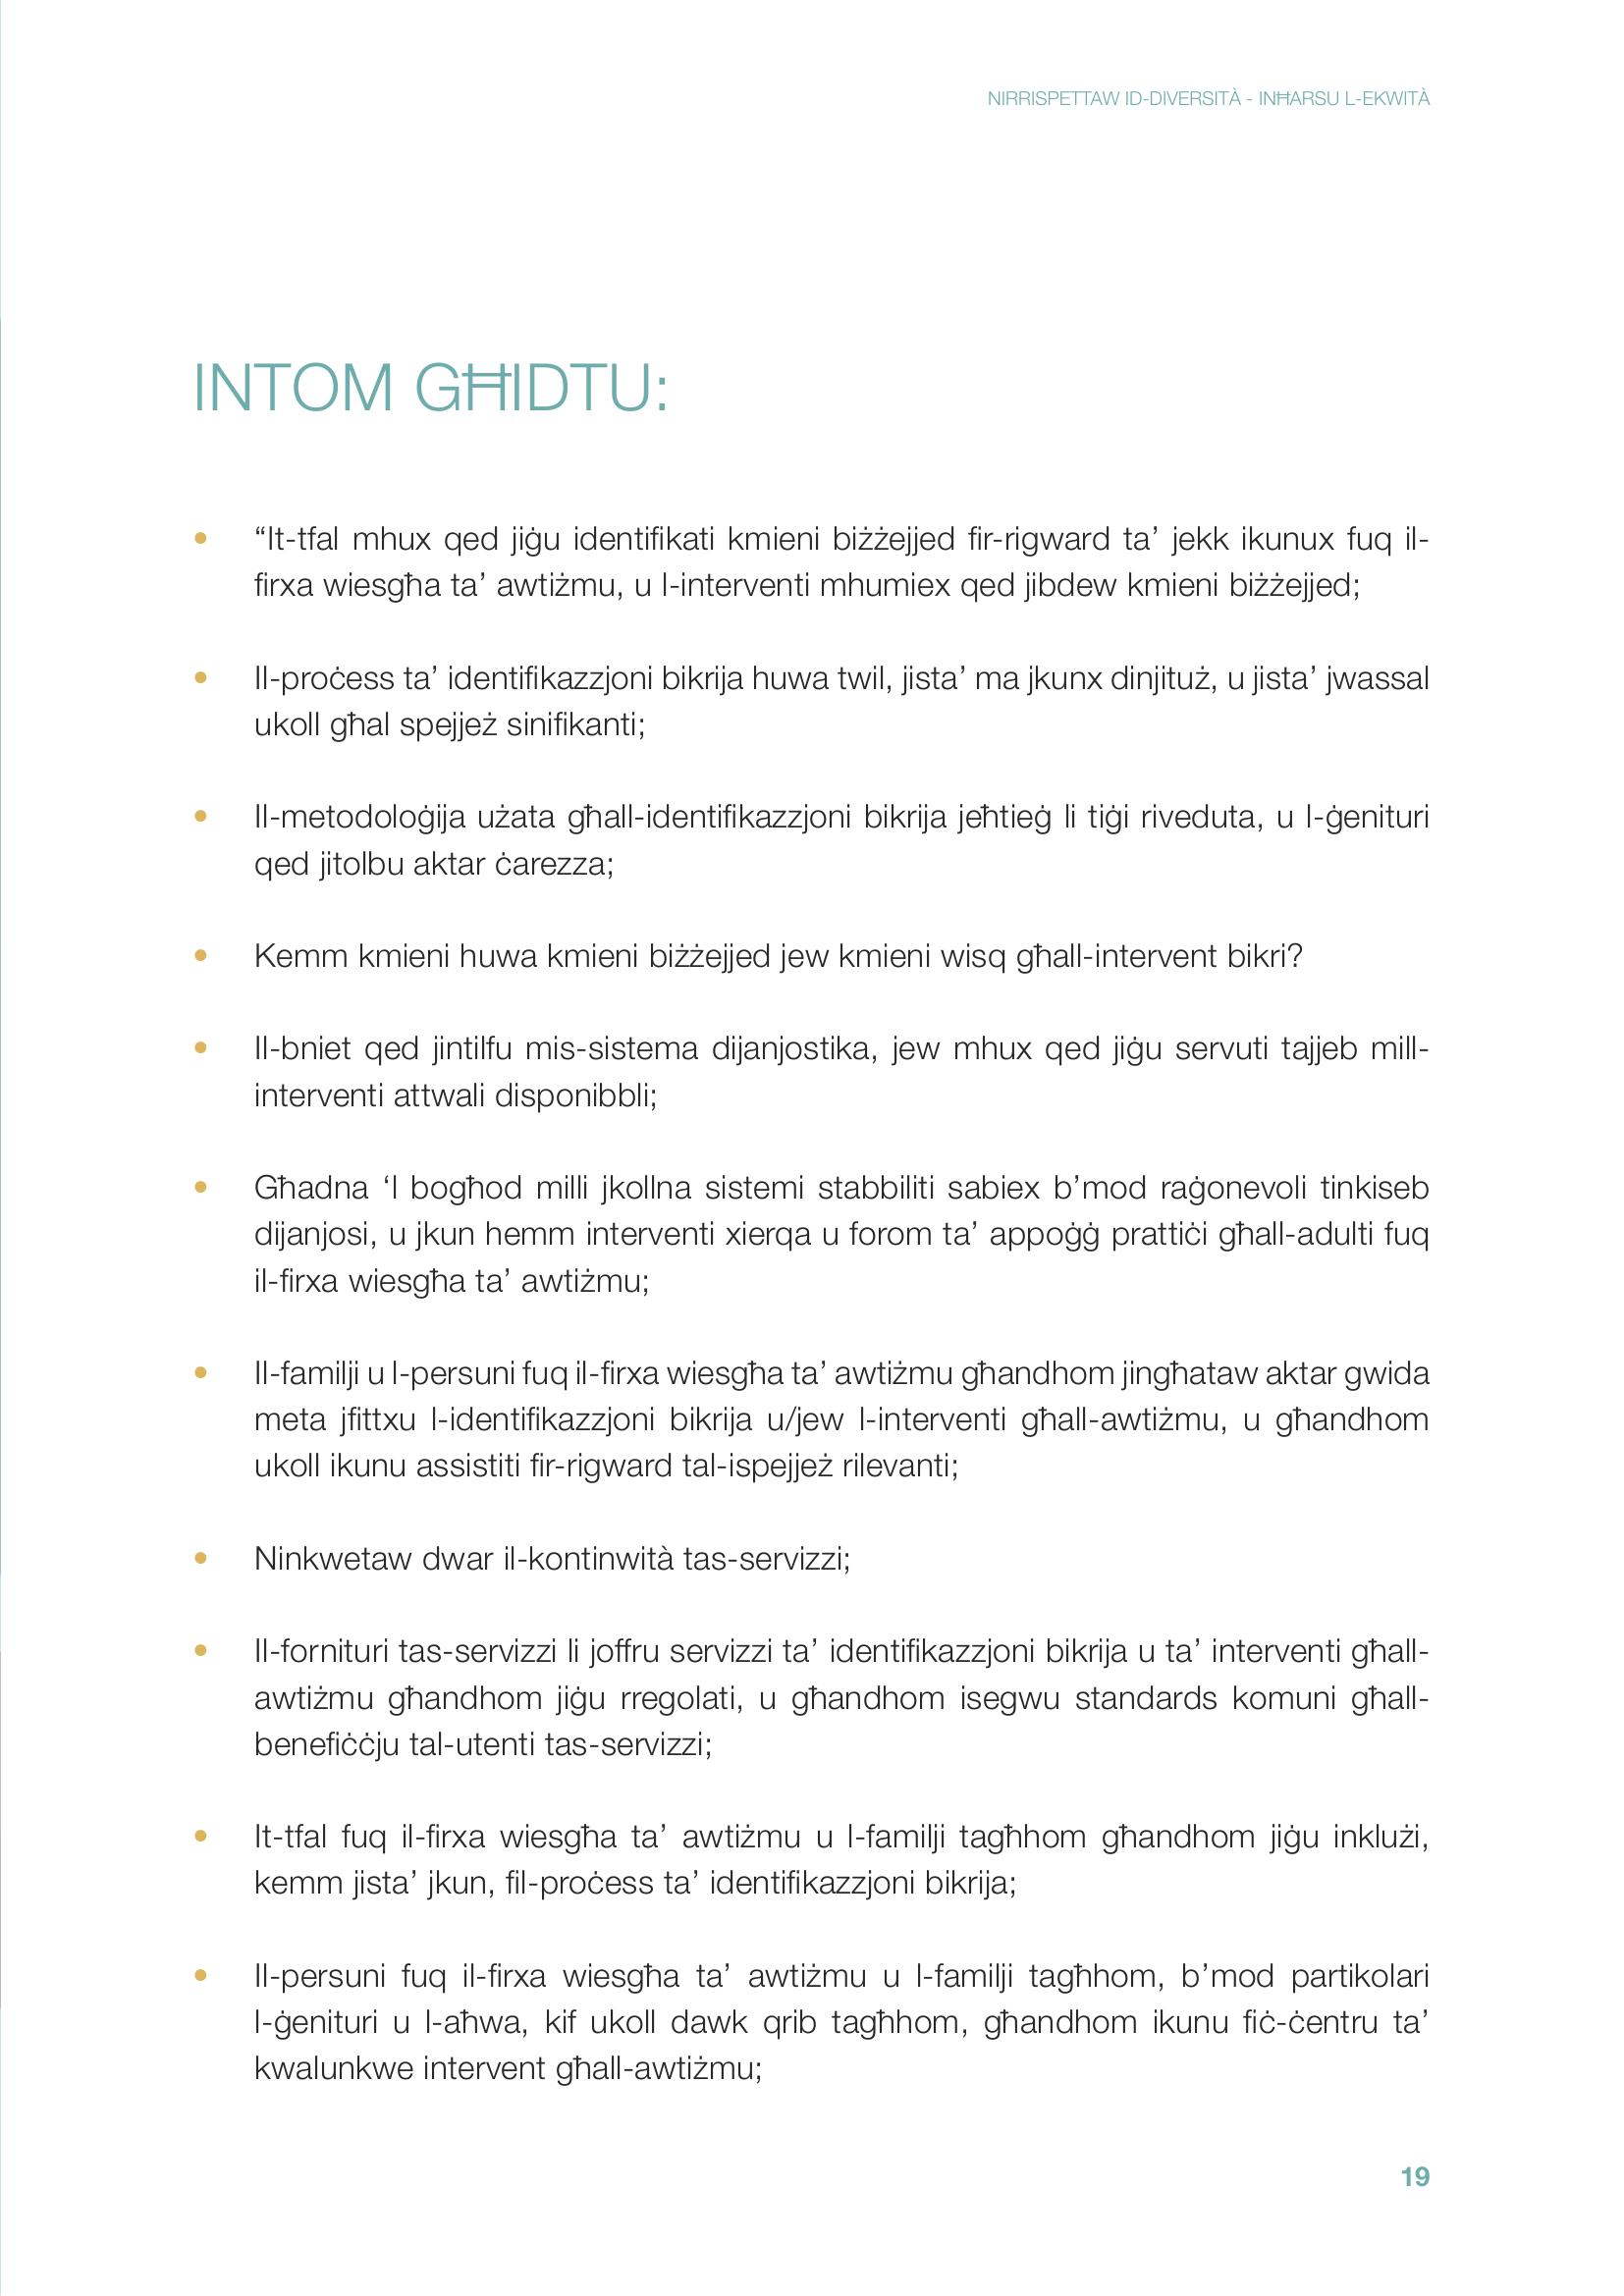 NIRRISPETTAW ID-DIVERSITÀ - INĦARSU L-EKWITÀ
INTOM GĦIDTU:
• “It-tfal mhux qed jiġu identifikati kmieni biżżejjed fir-rigward ta’ jekk ikunux fuq il-
firxa wiesgħa ta’ awtiżmu, u l-interventi mhumiex qed jibdew kmieni biżżejjed;
• Il-proċess ta’ identifikazzjoni bikrija huwa twil, jista’ ma jkunx dinjituż, u jista’ jwassal
ukoll għal spejjeż sinifikanti;
• Il-metodoloġija użata għall-identifikazzjoni bikrija jeħtieġ li tiġi riveduta, u l-ġenituri
qed jitolbu aktar ċarezza;
• Kemm kmieni huwa kmieni biżżejjed jew kmieni wisq għall-intervent bikri?
• Il-bniet qed jintilfu mis-sistema dijanjostika, jew mhux qed jiġu servuti tajjeb mill-
interventi attwali disponibbli;
• Għadna ‘l bogħod milli jkollna sistemi stabbiliti sabiex b’mod raġonevoli tinkiseb
dijanjosi, u jkun hemm interventi xierqa u forom ta’ appoġġ prattiċi għall-adulti fuq
il-firxa wiesgħa ta’ awtiżmu;
• Il-familji u l-persuni fuq il-firxa wiesgħa ta’ awtiżmu għandhom jingħataw aktar gwida
meta jfittxu l-identifikazzjoni bikrija u/jew l-interventi għall-awtiżmu, u għandhom
ukoll ikunu assistiti fir-rigward tal-ispejjeż rilevanti;
• Ninkwetaw dwar il-kontinwità tas-servizzi;
• Il-fornituri tas-servizzi li joffru servizzi ta’ identifikazzjoni bikrija u ta’ interventi għall-
awtiżmu għandhom jiġu rregolati, u għandhom isegwu standards komuni għall-
benefiċċju tal-utenti tas-servizzi;
• It-tfal fuq il-firxa wiesgħa ta’ awtiżmu u l-familji tagħhom għandhom jiġu inklużi,
kemm jista’ jkun, fil-proċess ta’ identifikazzjoni bikrija;
• Il-persuni fuq il-firxa wiesgħa ta’ awtiżmu u l-familji tagħhom, b’mod partikolari
l-ġenituri u l-aħwa, kif ukoll dawk qrib tagħhom, għandhom ikunu fiċ-ċentru ta’
kwalunkwe intervent għall-awtiżmu;
19